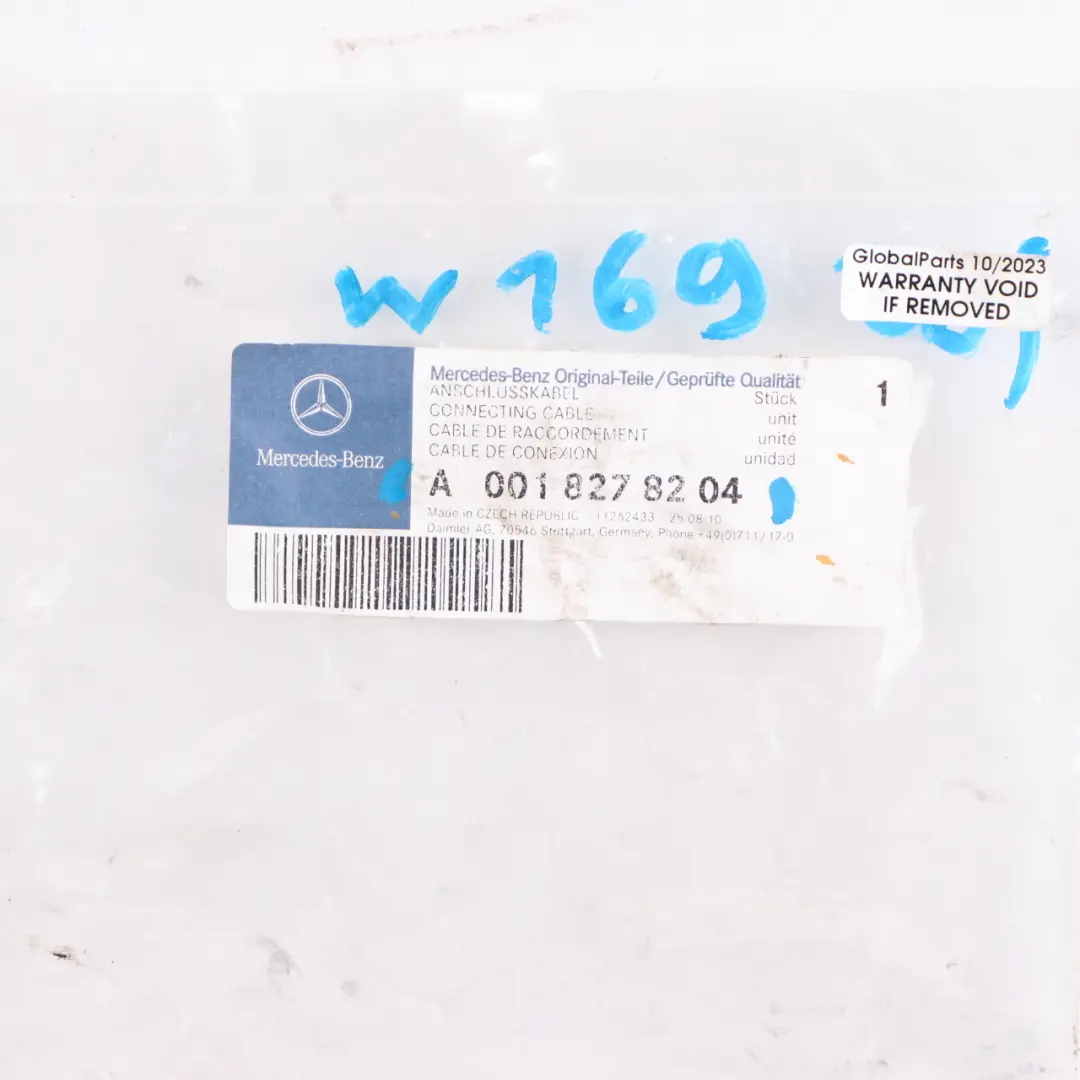 w 169
GlobalParts 10/2023
WARRANTY VOID
IF REMOVED
Mercedes-Benz
Mercedes-Benz Original-Teile/Geprüfte Qualität
ANSCHLUSSKABEL Stück 1
CONNECTING CABLE unit
CABLE DE RACCORDEMENT unité
CABLE DE CONEXION unidad
A 001 827 82 04
Made in CZECH REPUBLIC 11262433 25.08.10
Daimler AG, 70546 Stuttgart, Germany, Phone +49(0)711/17-0